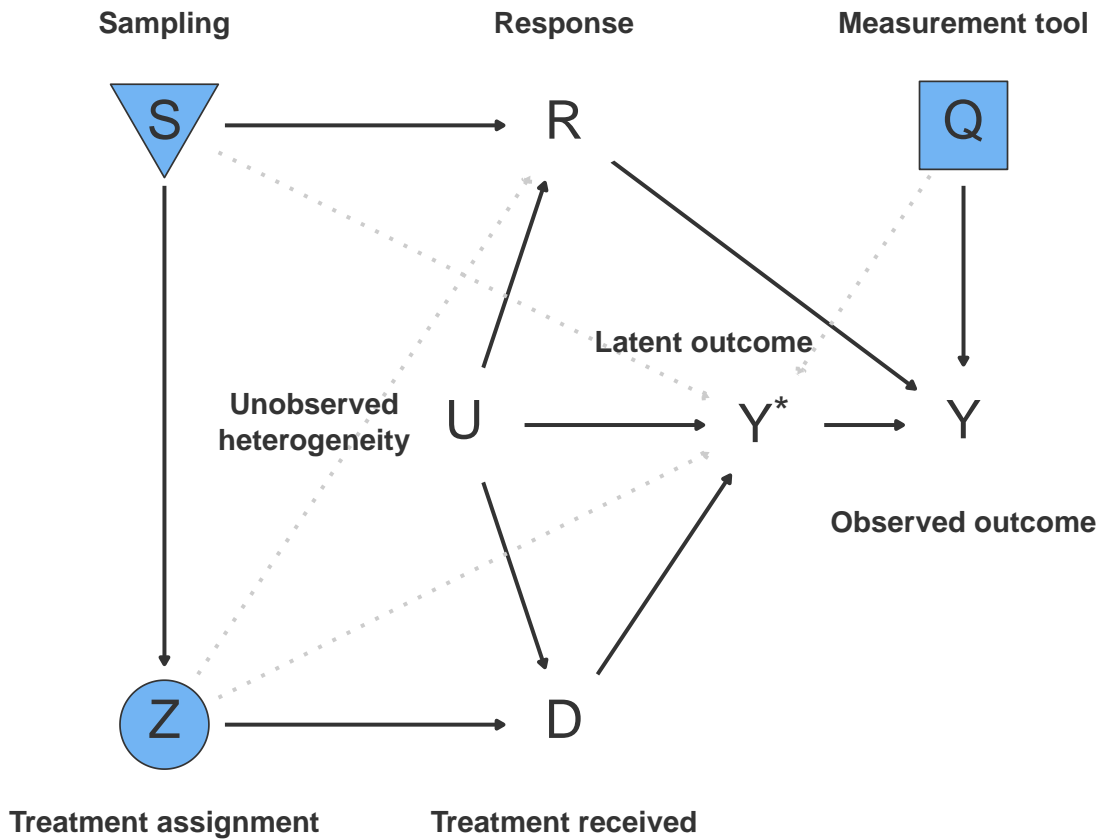 Sampling
Response
Measurement tool
S
R
Q
Latent outcome
Unobserved
heterogeneity
U
Y*
Y
Observed outcome
Z
D
Treatment assignment
Treatment received